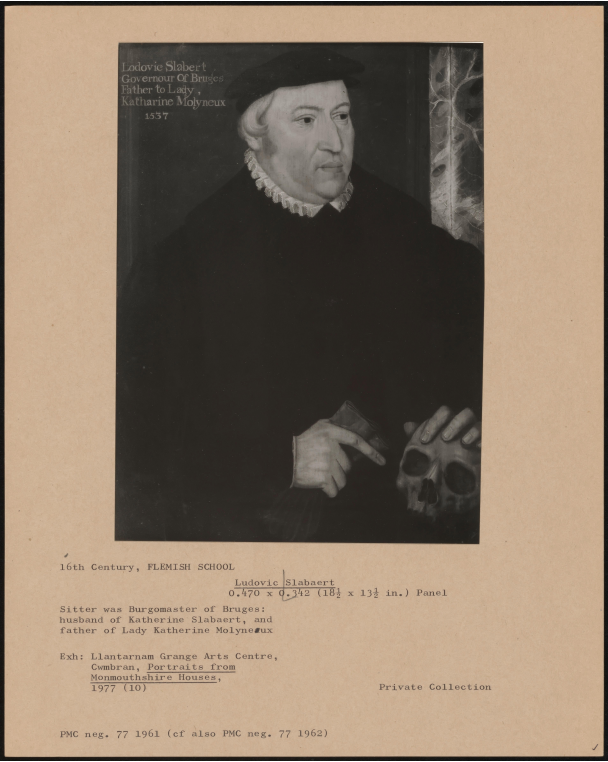 Lodovic Slabert
Governour Of Bruges
Father to Lady,
Katharine Molyneux
1537
16th Century, FLEMISH SCHOOL
Ludovic Slabaert
0.470 x 0.342 (18½ x 13½ in.) Panel
Sitter was Burgomaster of Bruges:
husband of Katherine Slabaert, and
father of Lady Katherine Molyneux
Exh: Llantarnam Grange Arts Centre,
Cwmbran, Portraits from
Monmouthshire Houses,
1977 (10)
Private Collection
PMC neg. 77 1961 (cf also PMC neg. 77 1962)